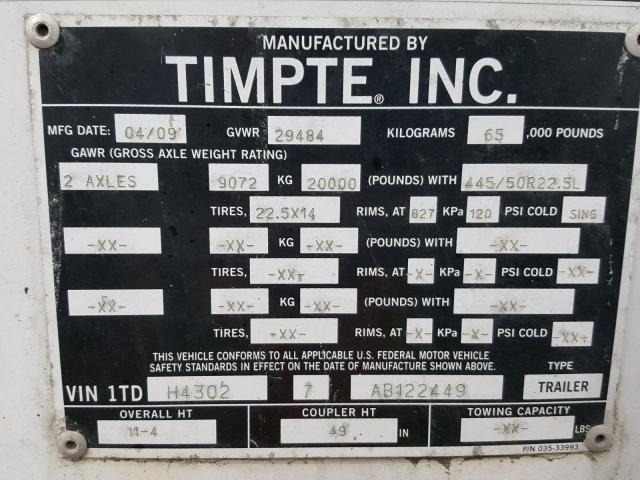 MANUFACTURED BY
TIMPTE® INC.
MFG DATE: 04/09 GVWR 29484 KILOGRAMS 65 ,000 POUNDS
GAWR (GROSS AXLE WEIGHT RATING)
2 AXLES 9072 KG 20000 (POUNDS) WITH 445/50R22.5L
TIRES, 22.5X14 RIMS, AT 827 KPa 120 PSI COLD SING
-XX- -XX- KG -XX- (POUNDS) WITH -XX-
TIRES, -XX- RIMS, AT -X- KPa -X- PSI COLD -XX-
-XX- -XX- KG -XX- (POUNDS) WITH -XX-
TIRES, -XX- RIMS, AT -X- KPa -X- PSI COLD -XX-
THIS VEHICLE CONFORMS TO ALL APPLICABLE U.S. FEDERAL MOTOR VEHICLE
SAFETY STANDARDS IN EFFECT ON THE DATE OF MANUFACTURE SHOWN ABOVE.
TYPE
VIN 1TD H4302 7 AB122449 TRAILER
OVERALL HT COUPLER HT TOWING CAPACITY
11-4 49 IN -XX- LBS
P/N 035-33993